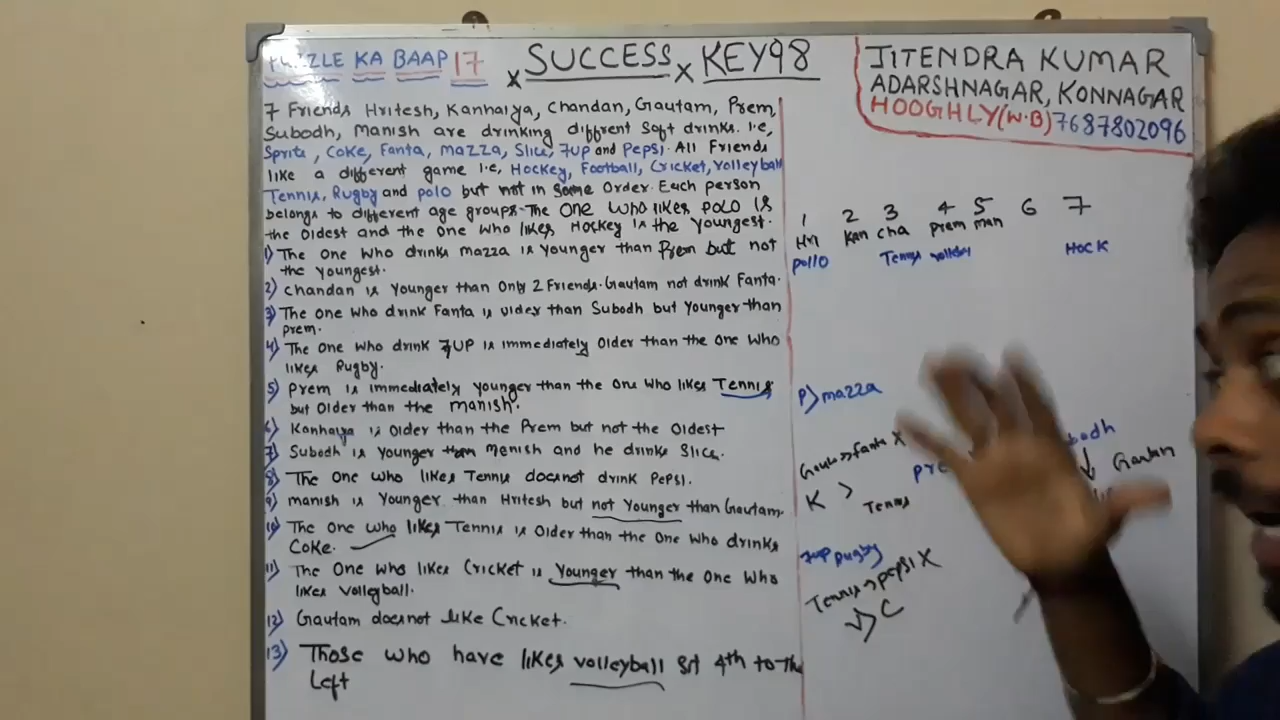 PUZZLE KA BAAP 17
x SUCCESS x KEY98
JITENDRA KUMAR
ADARSHNAGAR, KONNAGAR
HOOGHLY(W.B)7687802096
7 Friends Hritesh, Kanhaiya, Chandan, Gautam, Prem,
Subodh, Manish are drinking different Soft drinks. i.e,
Sprite, Coke, Fanta, Mazza, Slice, 7up and Pepsi. All Friends
like a different game i.e, Hockey, Football, Cricket, Volleyball
Tennis, Rugby and polo but not in Same Order. Each person
belongs to different age groups. The One who likes POLO is
the Oldest and the One who likes Hockey is the Youngest.
1) The One who drinks mazza is younger than Prem but not
the youngest.
2) Chandan is Younger than Only 2 Friends. Gautam not drink Fanta.
3) The one who drink Fanta is older than Subodh but Younger than
Prem.
4) The One who drink 7UP is immediately Older than the One who
likes Rugby.
5) Prem is immediately younger than the One who likes Tennis
but Older than the manish.
6) Kanhaiya is Older than the Prem but not the Oldest
7) Subodh is Younger than Manish and he drinks Slice.
8) The One who likes Tennis doesnot drink Pepsi.
9) manish is Younger than Hritesh but not Younger than Gautam.
10) The One who likes Tennis is Older than the One who drinks
Coke.
11) The One who likes Cricket is Younger than the One who
likes volleyball.
12) Gautam doesnot like Cricket.
13) Those who have likes volleyball sit 4th to the
Left
1 2 3 4 5 6 7
Hri Kan Cha Prem man
pollo Tennis volleyby Hock
P> mazza
Gauta => fanta X
K > Tennis
7up Rugby
Tennis -> pepsi X
V> C
Gautam